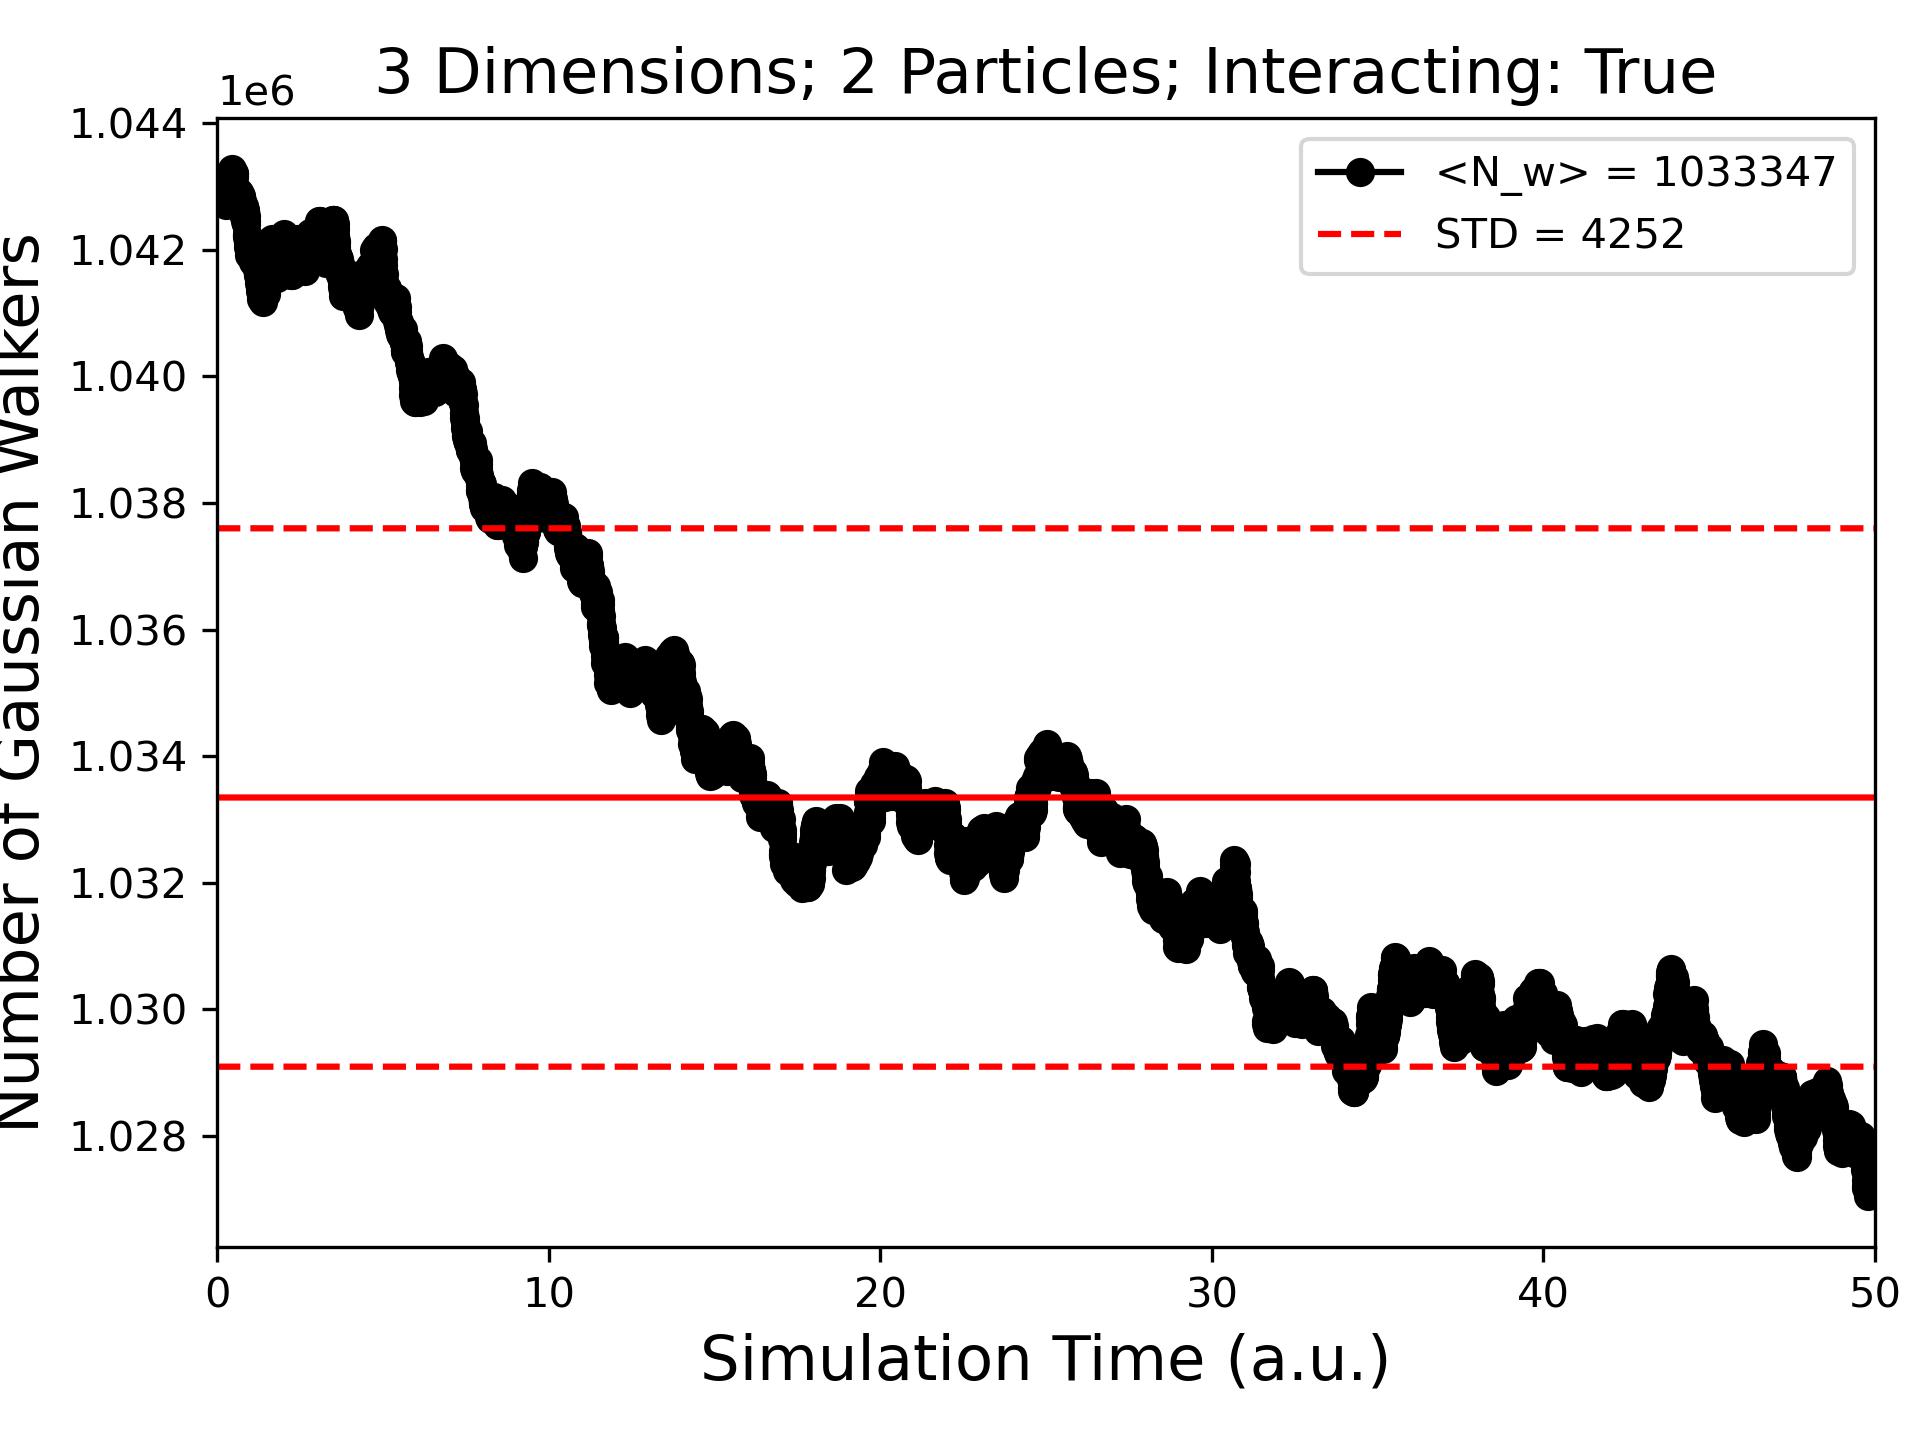 3 Dimensions; 2 Particles; Interacting: True
1e6
1.044
1.042
1.040
1.038
1.036
1.034
1.032
1.030
1.028
Number of Gaussian Walkers
<N_w> = 1033347
STD = 4252
0 10 20 30 40 50
Simulation Time (a.u.)